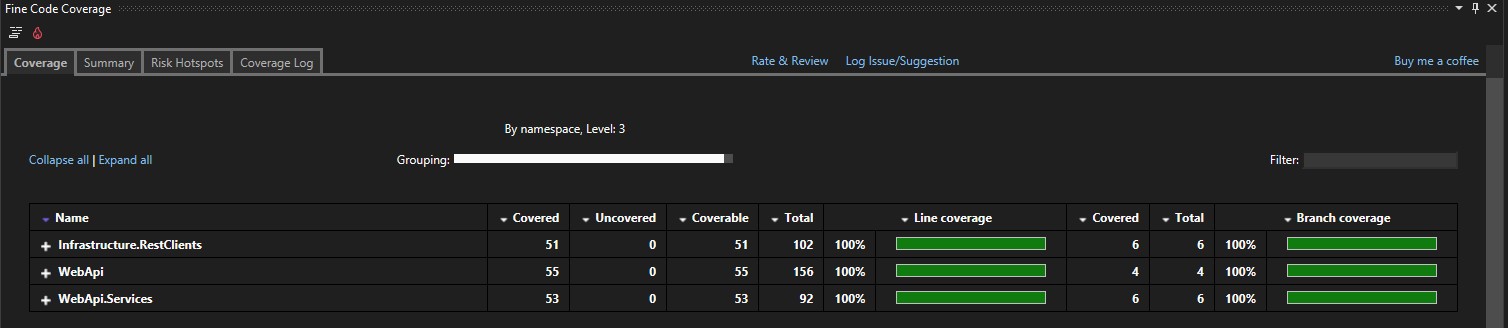 Fine Code Coverage
Coverage Summary Risk Hotspots Coverage Log Rate & Review Log Issue/Suggestion Buy me a coffee
By namespace, Level: 3
Collapse all | Expand all Grouping: Filter:
Name Covered Uncovered Coverable Total Line coverage Covered Total Branch coverage
Infrastructure.RestClients 51 0 51 102 100% 6 6 100%
WebApi 55 0 55 156 100% 4 4 100%
WebApi.Services 53 0 53 92 100% 6 6 100%